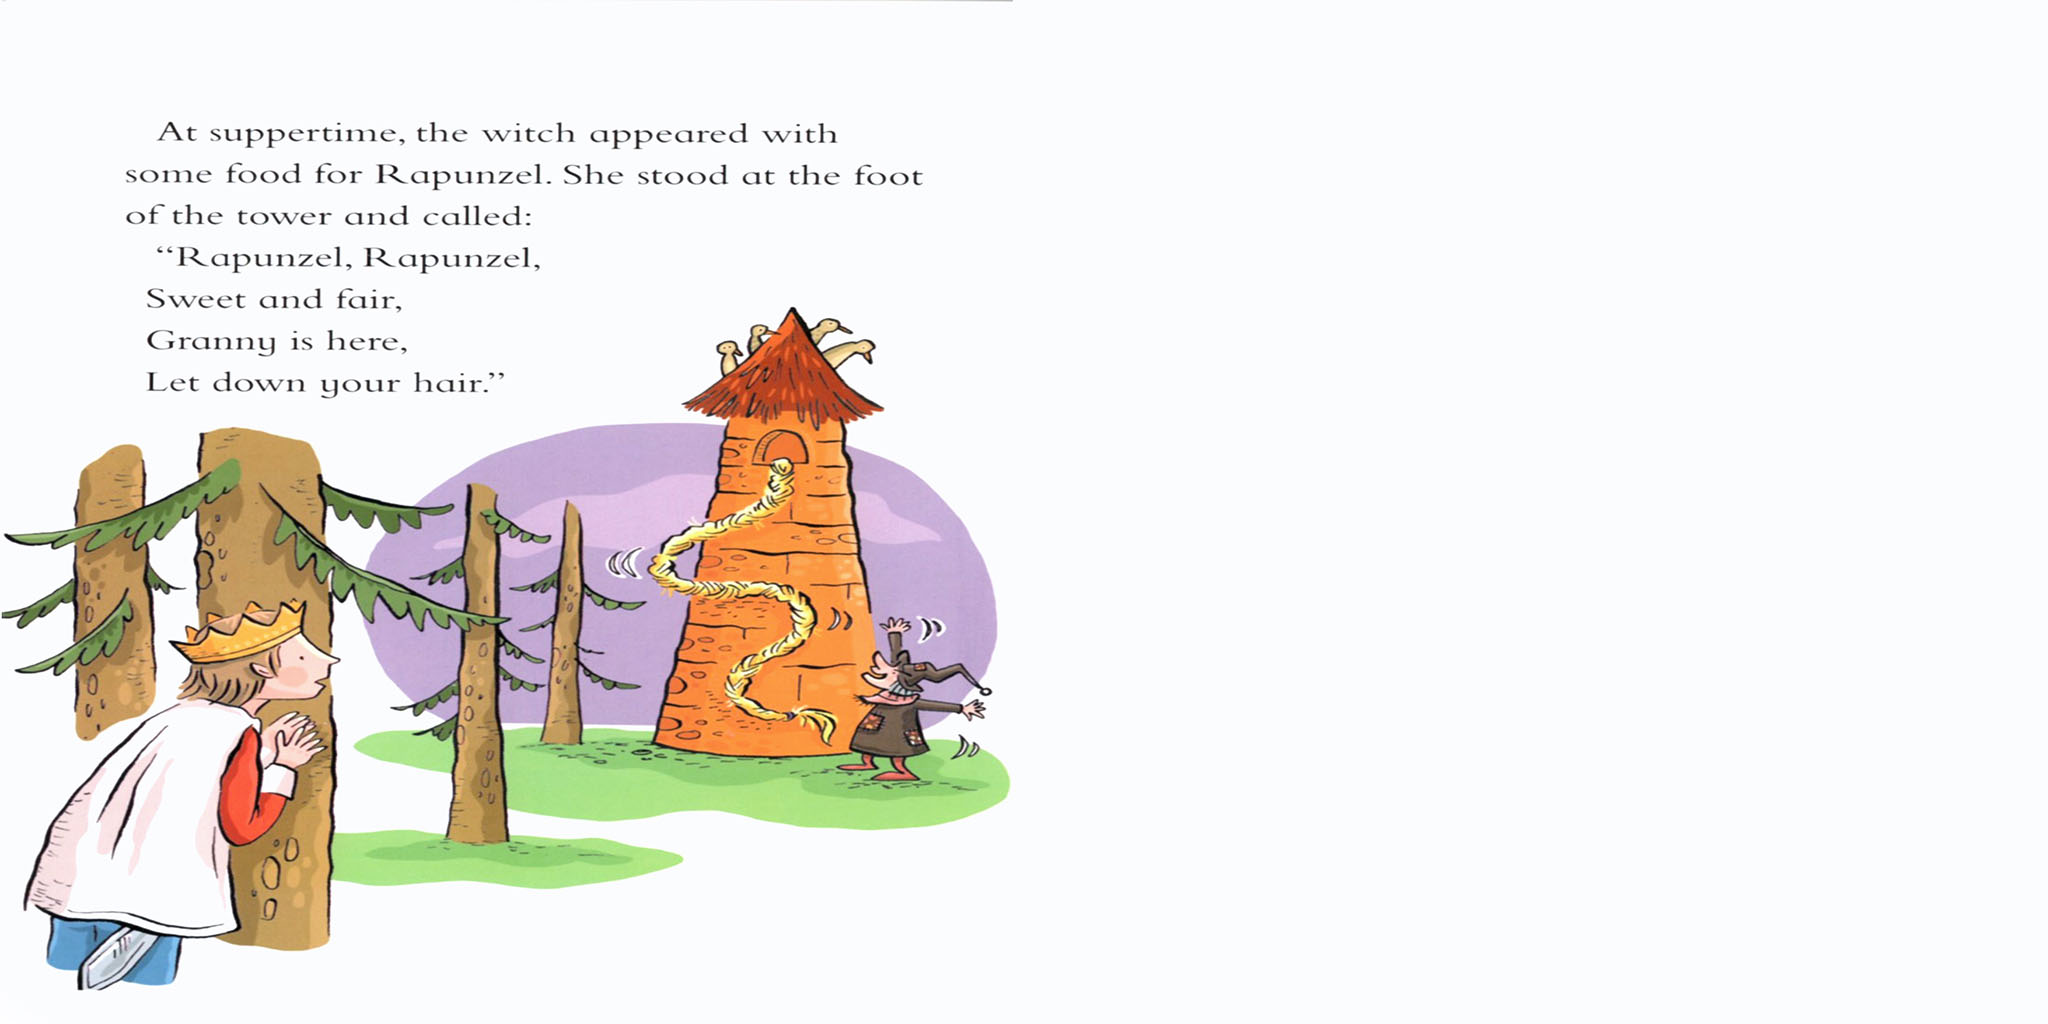 At suppertime, the witch appeared with
some food for Rapunzel. She stood at the foot
of the tower and called:
“Rapunzel, Rapunzel,
Sweet and fair,
Granny is here,
Let down your hair.”